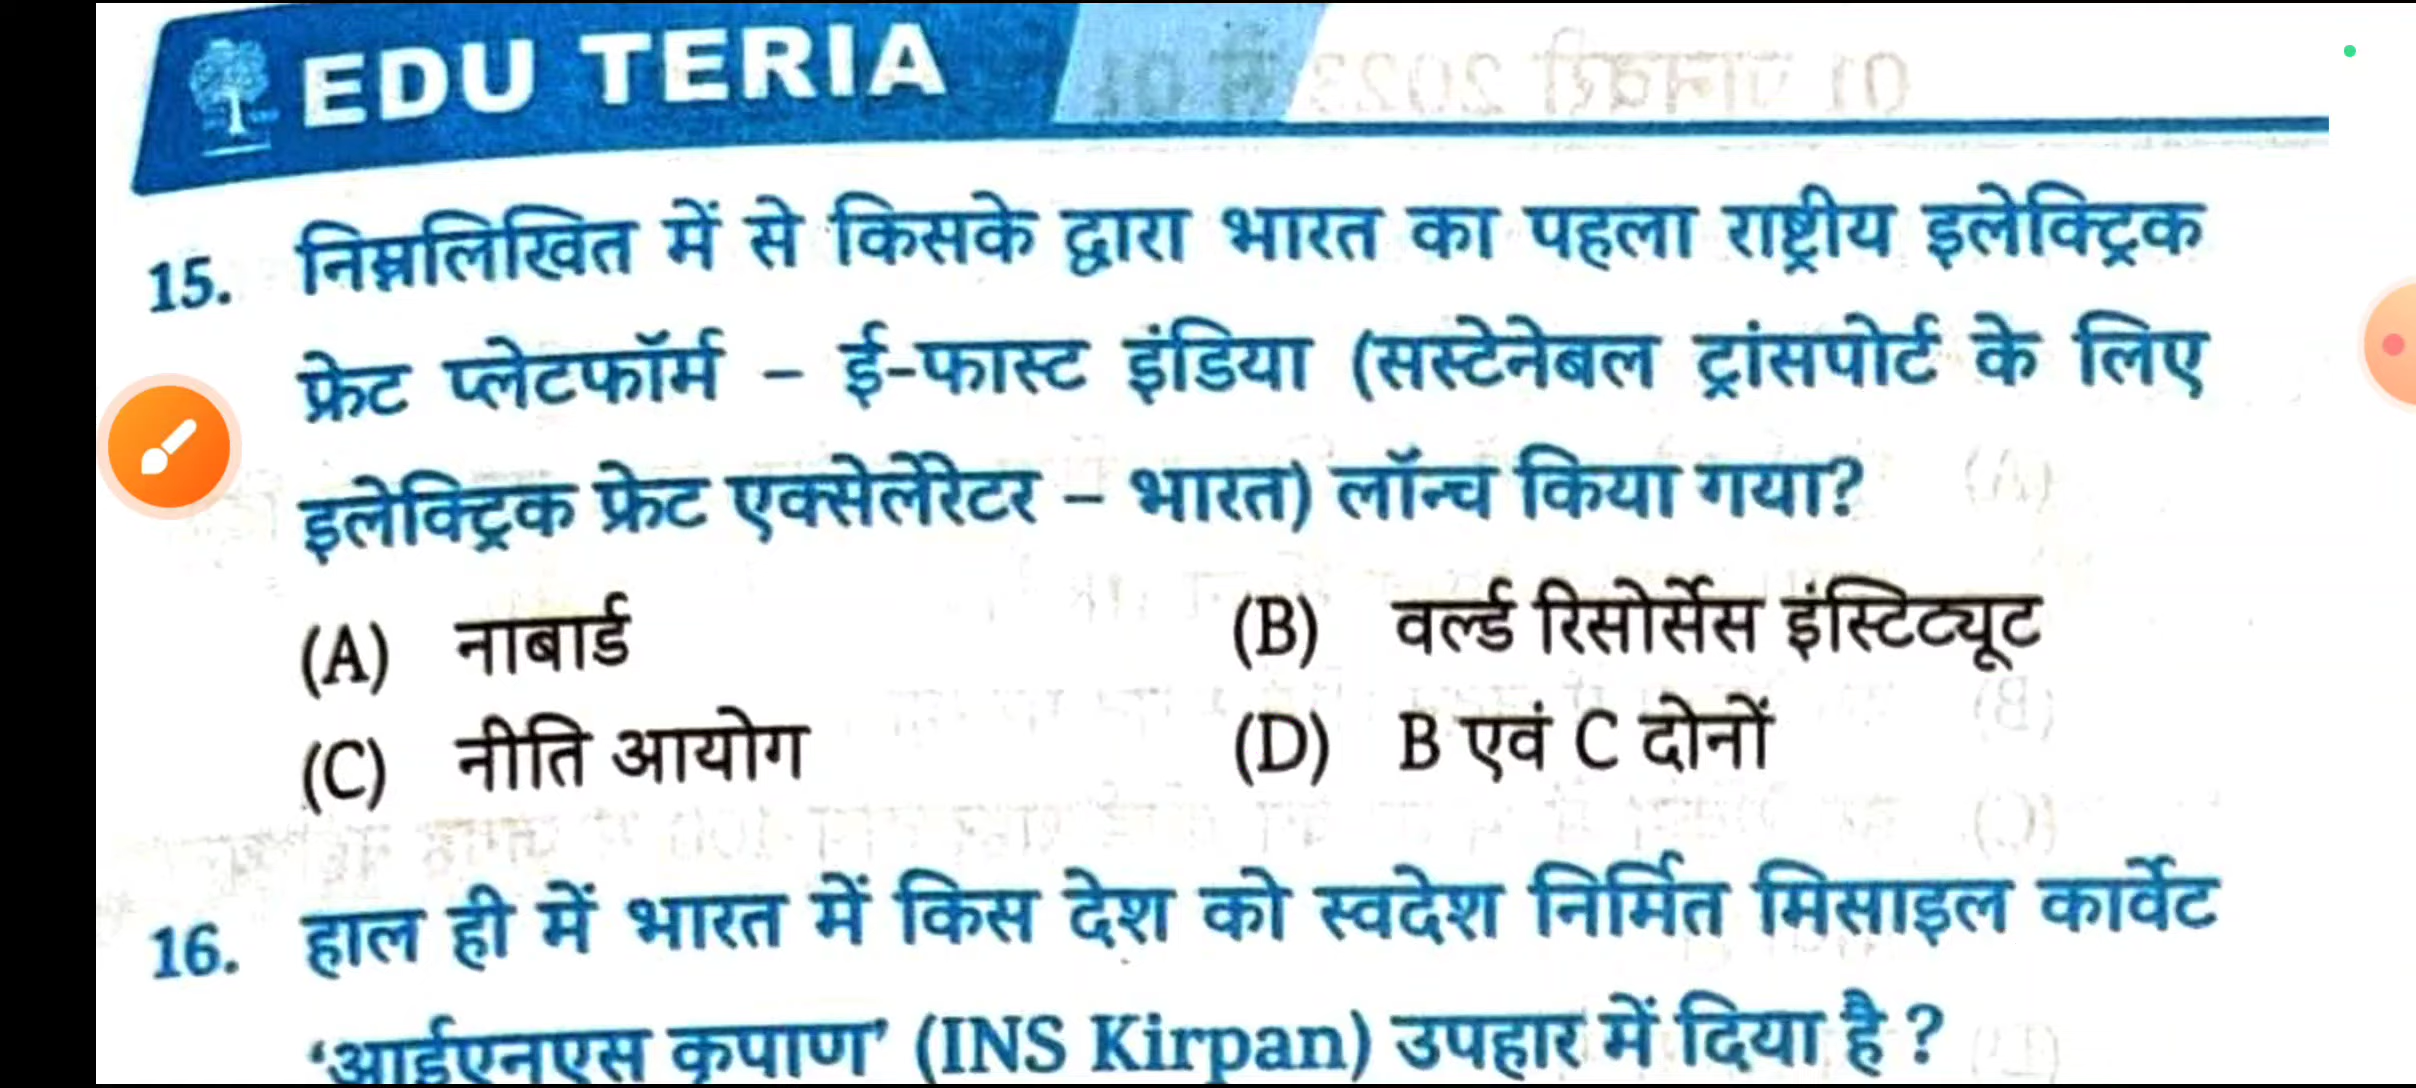 EDU TERIA
15. निम्नलिखित में से किसके द्वारा भारत का पहला राष्ट्रीय इलेक्ट्रिक
फ्रेट प्लेटफॉर्म – ई-फास्ट इंडिया (सस्टेनेबल ट्रांसपोर्ट के लिए
इलेक्ट्रिक फ्रेट एक्सेलेरेटर – भारत) लॉन्च किया गया?
(A) नाबार्ड (B) वर्ल्ड रिसोर्सेस इंस्टिट्यूट
(C) नीति आयोग (D) B एवं C दोनों
16. हाल ही में भारत में किस देश को स्वदेश निर्मित मिसाइल कार्वेट
‘आईएनएस कृपाण’ (INS Kirpan) उपहार में दिया है ?